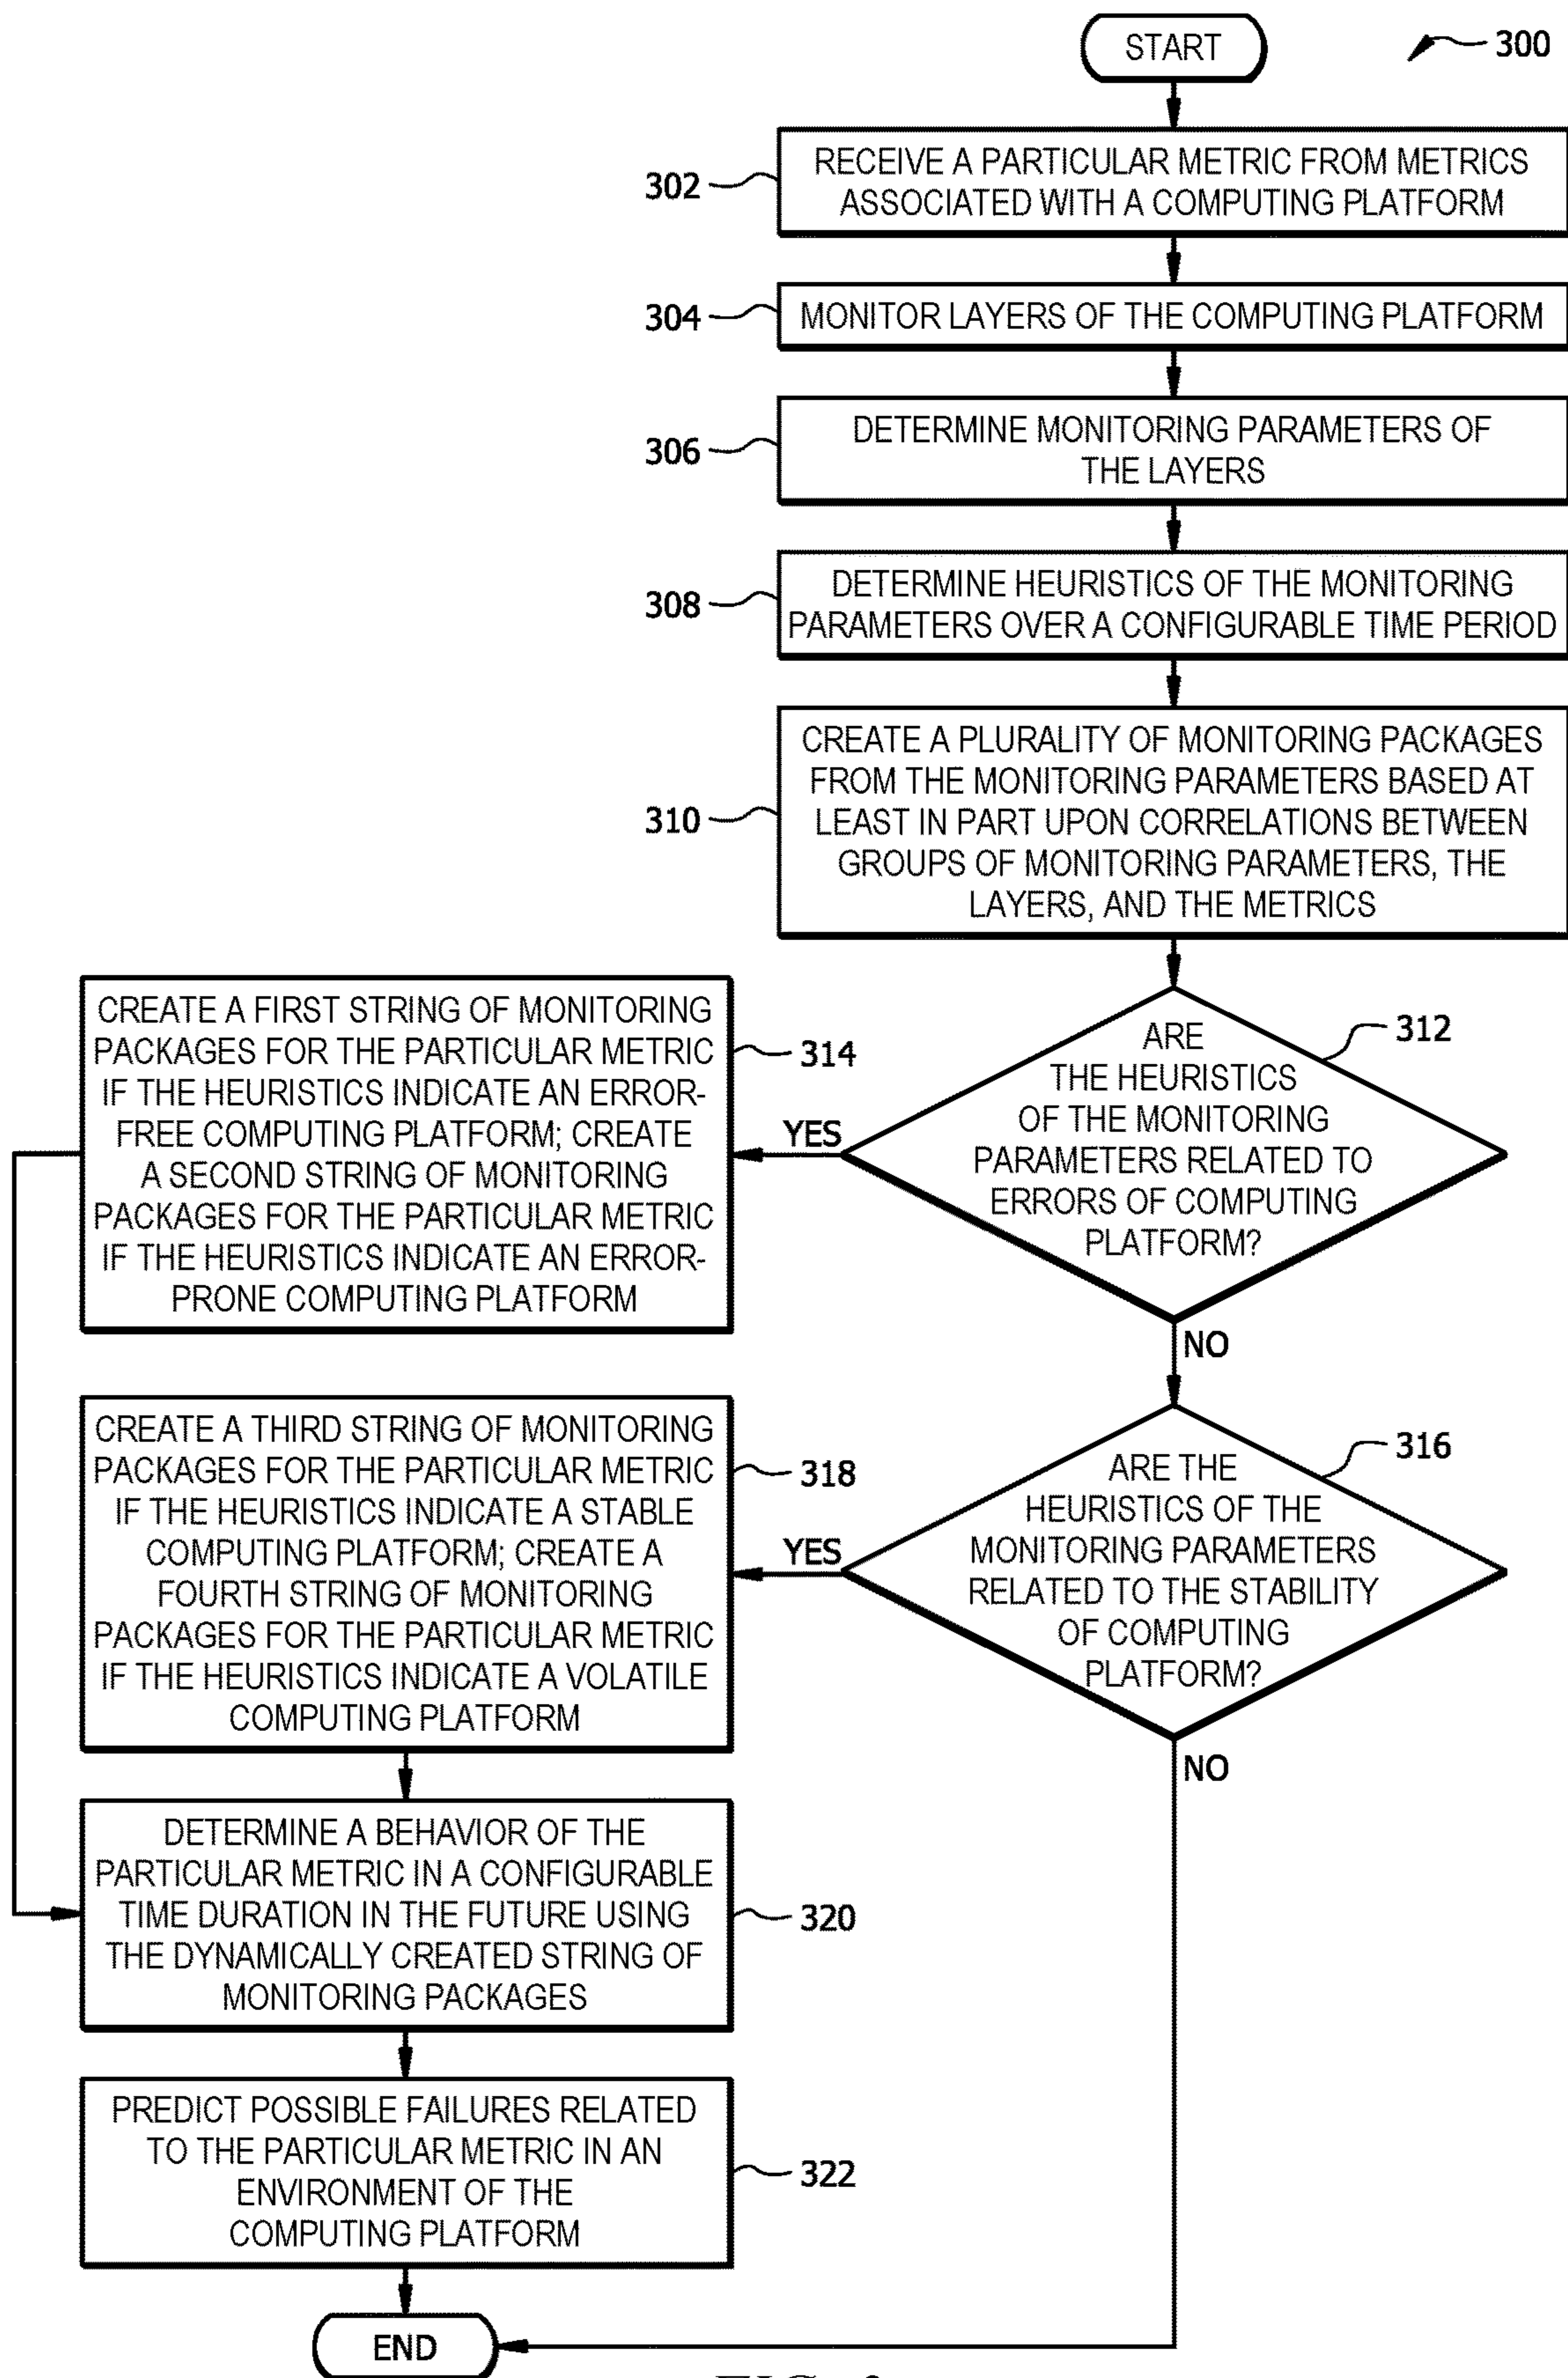 START
300
302
RECEIVE A PARTICULAR METRIC FROM METRICS
ASSOCIATED WITH A COMPUTING PLATFORM
304
MONITOR LAYERS OF THE COMPUTING PLATFORM
306
DETERMINE MONITORING PARAMETERS OF
THE LAYERS
308
DETERMINE HEURISTICS OF THE MONITORING
PARAMETERS OVER A CONFIGURABLE TIME PERIOD
310
CREATE A PLURALITY OF MONITORING PACKAGES
FROM THE MONITORING PARAMETERS BASED AT
LEAST IN PART UPON CORRELATIONS BETWEEN
GROUPS OF MONITORING PARAMETERS, THE
LAYERS, AND THE METRICS
312
ARE
THE HEURISTICS
OF THE MONITORING
PARAMETERS RELATED TO
ERRORS OF COMPUTING
PLATFORM?
YES
NO
314
CREATE A FIRST STRING OF MONITORING
PACKAGES FOR THE PARTICULAR METRIC
IF THE HEURISTICS INDICATE AN ERROR-
FREE COMPUTING PLATFORM; CREATE
A SECOND STRING OF MONITORING
PACKAGES FOR THE PARTICULAR METRIC
IF THE HEURISTICS INDICATE AN ERROR-
PRONE COMPUTING PLATFORM
316
ARE THE
HEURISTICS OF THE
MONITORING PARAMETERS
RELATED TO THE STABILITY
OF COMPUTING
PLATFORM?
YES
NO
318
CREATE A THIRD STRING OF MONITORING
PACKAGES FOR THE PARTICULAR METRIC
IF THE HEURISTICS INDICATE A STABLE
COMPUTING PLATFORM; CREATE A
FOURTH STRING OF MONITORING
PACKAGES FOR THE PARTICULAR METRIC
IF THE HEURISTICS INDICATE A VOLATILE
COMPUTING PLATFORM
320
DETERMINE A BEHAVIOR OF THE
PARTICULAR METRIC IN A CONFIGURABLE
TIME DURATION IN THE FUTURE USING
THE DYNAMICALLY CREATED STRING OF
MONITORING PACKAGES
322
PREDICT POSSIBLE FAILURES RELATED
TO THE PARTICULAR METRIC IN AN
ENVIRONMENT OF THE
COMPUTING PLATFORM
END